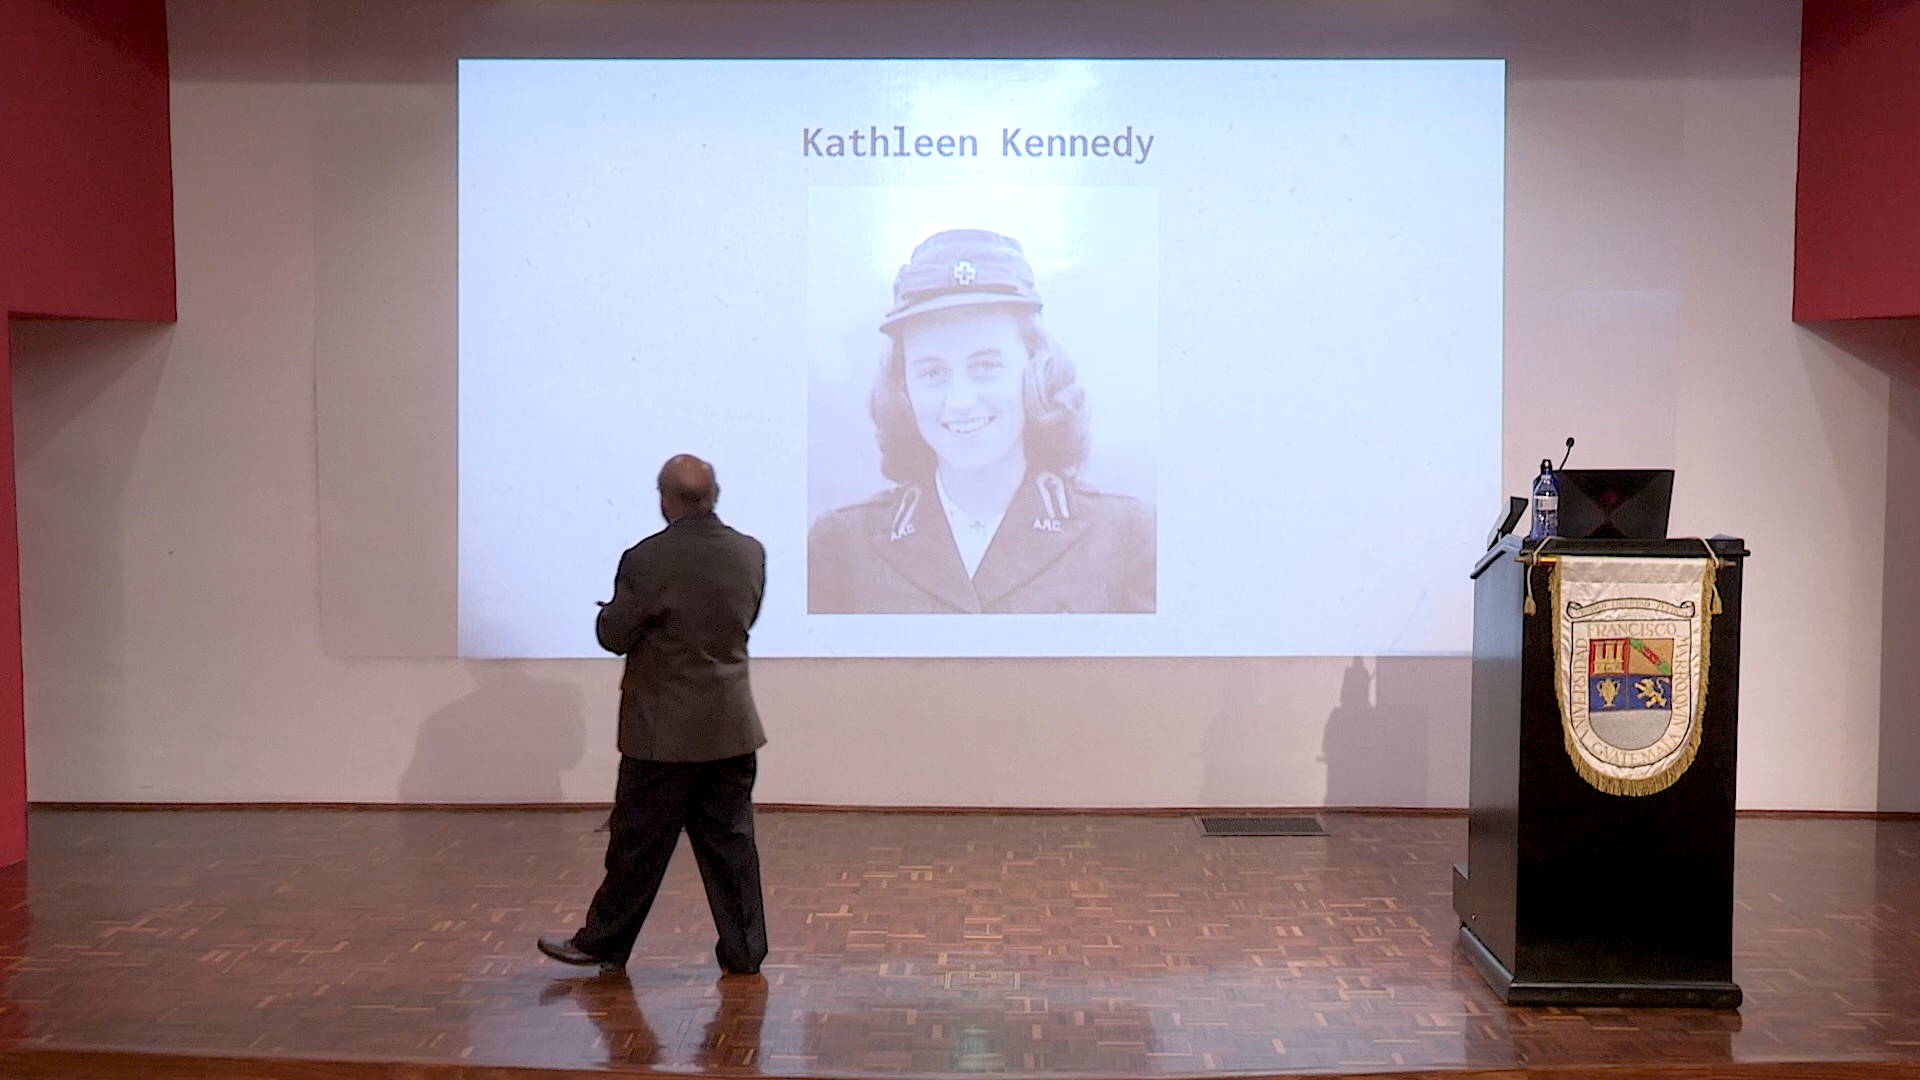 Kathleen Kennedy
A.R.C.
A.R.C.
UNIVERSIDAD FRANCISCO MARROQUIN
GVATEMALA